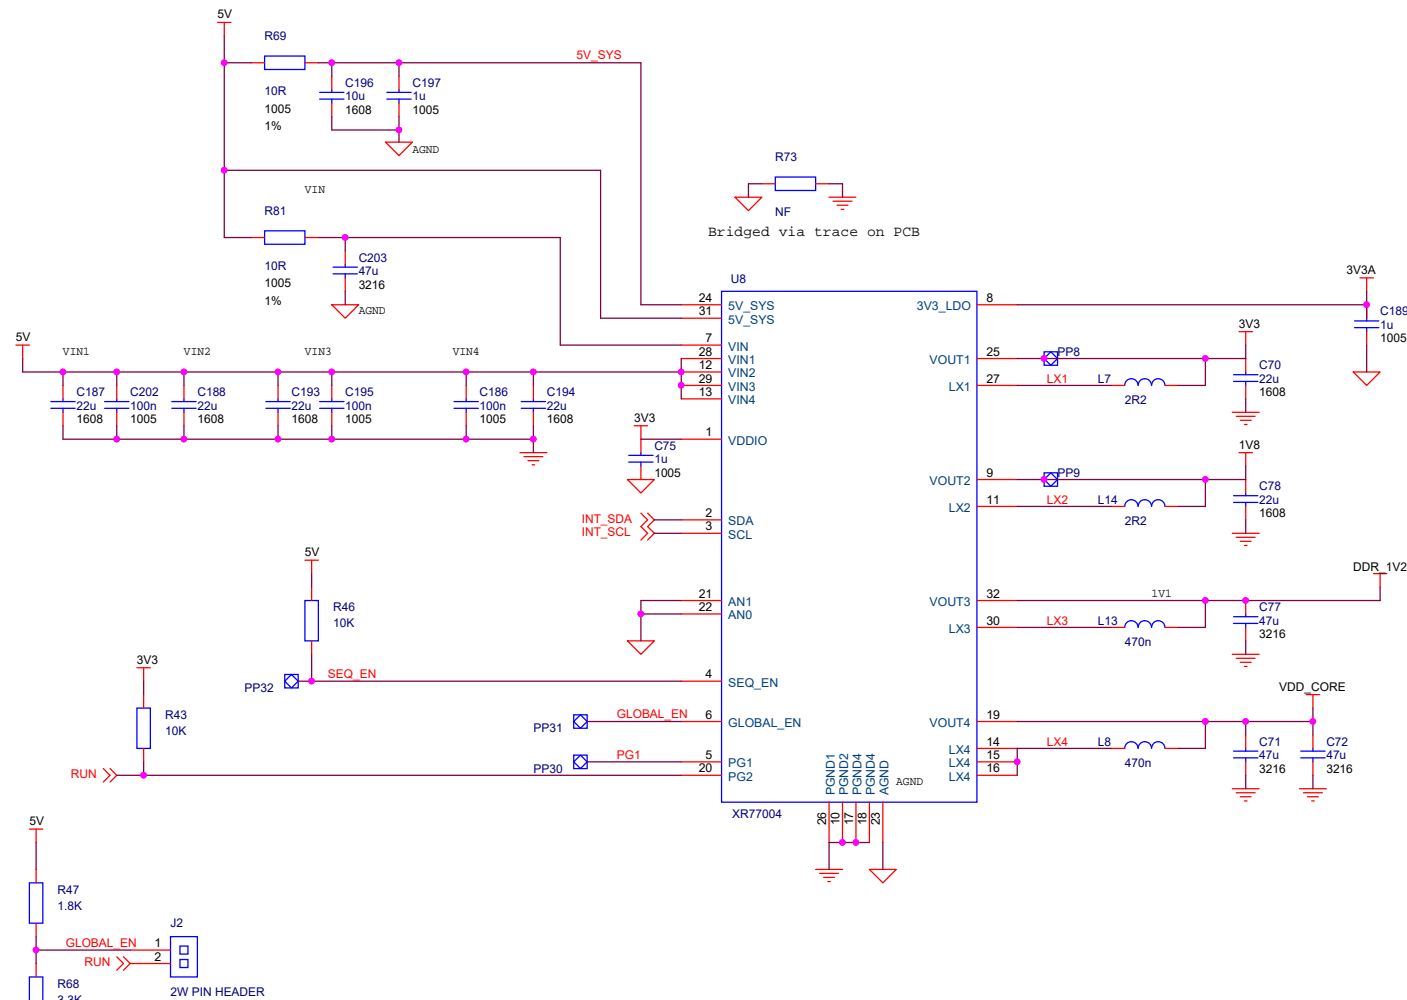 5V
R69
10R
1005
1%
C196
10u
1608
C197
1u
1005
5V_SYS
AGND
VIN
R81
10R
1005
1%
C203
47u
3216
AGND
R73
NF
Bridged via trace on PCB
5V
VIN1
VIN2
VIN3
VIN4
C187
22u
1608
C202
100n
1005
C188
22u
1608
C193
22u
1608
C195
100n
1005
C186
100n
1005
C194
22u
1608
3V3
C75
1u
1005
INT_SDA
INT_SCL
5V
R46
10K
PP32
SEQ_EN
3V3
R43
10K
RUN
PP31
GLOBAL_EN
PP30
PG1
U8
24 5V_SYS
31 5V_SYS
7 VIN
28 VIN1
12 VIN2
29 VIN3
13 VIN4
1 VDDIO
2 SDA
3 SCL
21 AN1
22 AN0
4 SEQ_EN
6 GLOBAL_EN
5 PG1
20 PG2
3V3_LDO 8
VOUT1 25
LX1 27
VOUT2 9
LX2 11
VOUT3 32
LX3 30
VOUT4 19
LX4 14
LX4 15
LX4 16
PGND1 26
PGND2 10
PGND4 17
PGND4 18
AGND 23
AGND
XR77004
3V3A
C189
1u
1005
PP8
3V3
LX1
L7
2R2
C70
22u
1608
PP9
1V8
LX2
L14
2R2
C78
22u
1608
DDR_1V2
1V1
LX3
L13
470n
C77
47u
3216
VDD_CORE
LX4
L8
470n
C71
47u
3216
C72
47u
3216
5V
R47
1.8K
GLOBAL_EN 1
RUN 2
J2
2W PIN HEADER
R68
3.3K